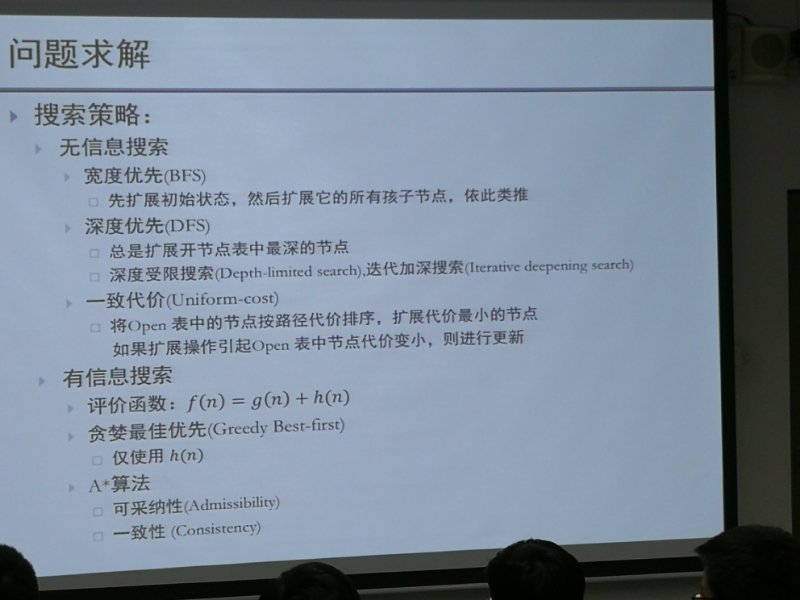 问题求解
搜索策略：
无信息搜索
宽度优先(BFS)
先扩展初始状态，然后扩展它的所有孩子节点，依此类推
深度优先(DFS)
总是扩展开节点表中最深的节点
深度受限搜索(Depth-limited search),迭代加深搜索(Iterative deepening search)
一致代价(Uniform-cost)
将Open 表中的节点按路径代价排序，扩展代价最小的节点
如果扩展操作引起Open 表中节点代价变小，则进行更新
有信息搜索
评价函数：f(n) = g(n) + h(n)
贪婪最佳优先(Greedy Best-first)
仅使用 h(n)
A*算法
可采纳性(Admissibility)
一致性 (Consistency)